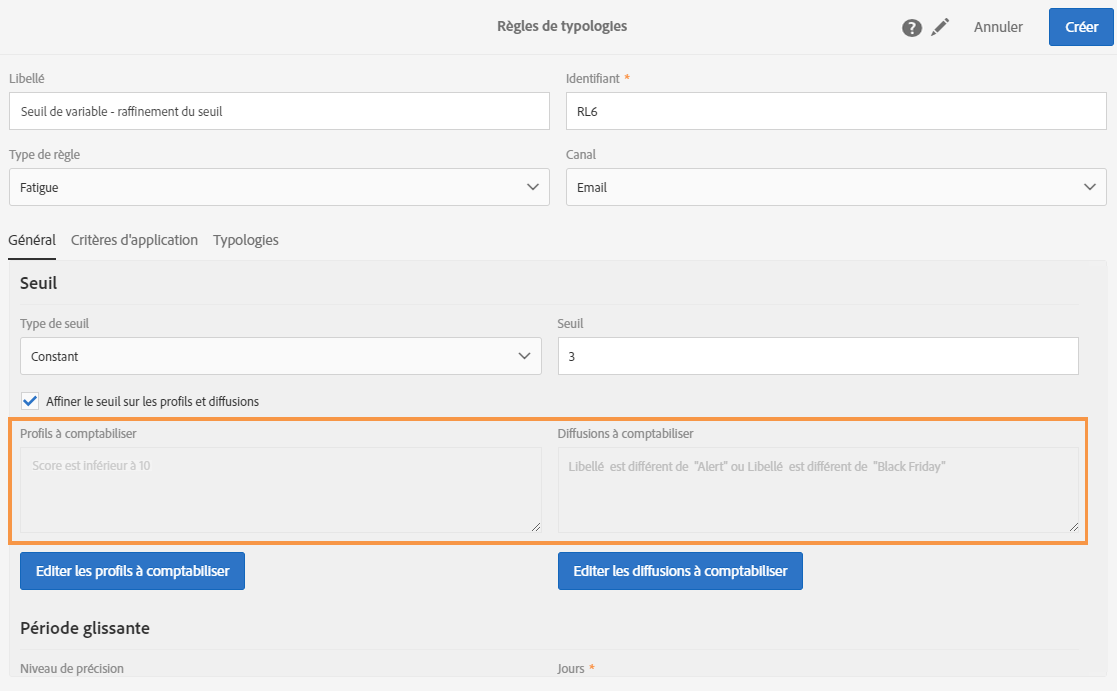 Règles de typologies
?
Annuler
Créer
Libellé
Identifiant *
Seuil de variable - raffinement du seuil
RL6
Type de règle
Canal
Fatigue
Email
Général Critères d'application Typologies
Seuil
Type de seuil
Seuil
Constant
3
Affiner le seuil sur les profils et diffusions
Profils à comptabiliser
Diffusions à comptabiliser
Score est inférieur à 10
Libellé est différent de "Alert" ou Libellé est différent de "Black Friday"
Editer les profils à comptabiliser
Editer les diffusions à comptabiliser
Période glissante
Niveau de précision
Jours *